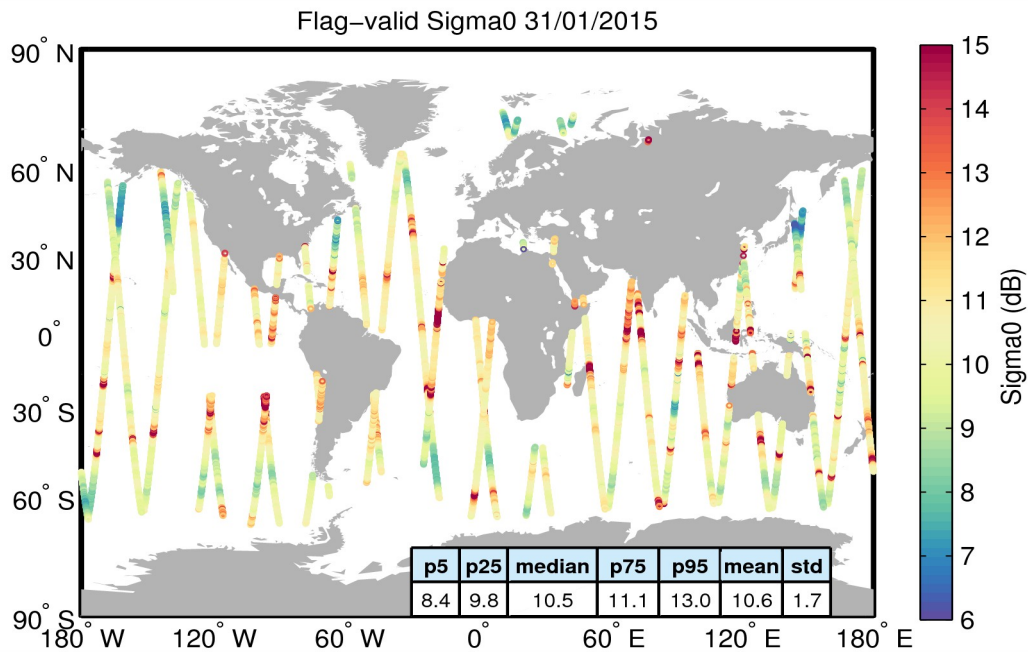 Flag−valid Sigma0 31/01/2015
90° N
60° N
30° N
0°
30° S
60° S
90° S
180° W
120° W
60° W
0°
60° E
120° E
180° E
p5 p25 median p75 p95 mean std
8.4 9.8 10.5 11.1 13.0 10.6 1.7
15
14
13
12
11
10
9
8
7
6
Sigma0 (dB)